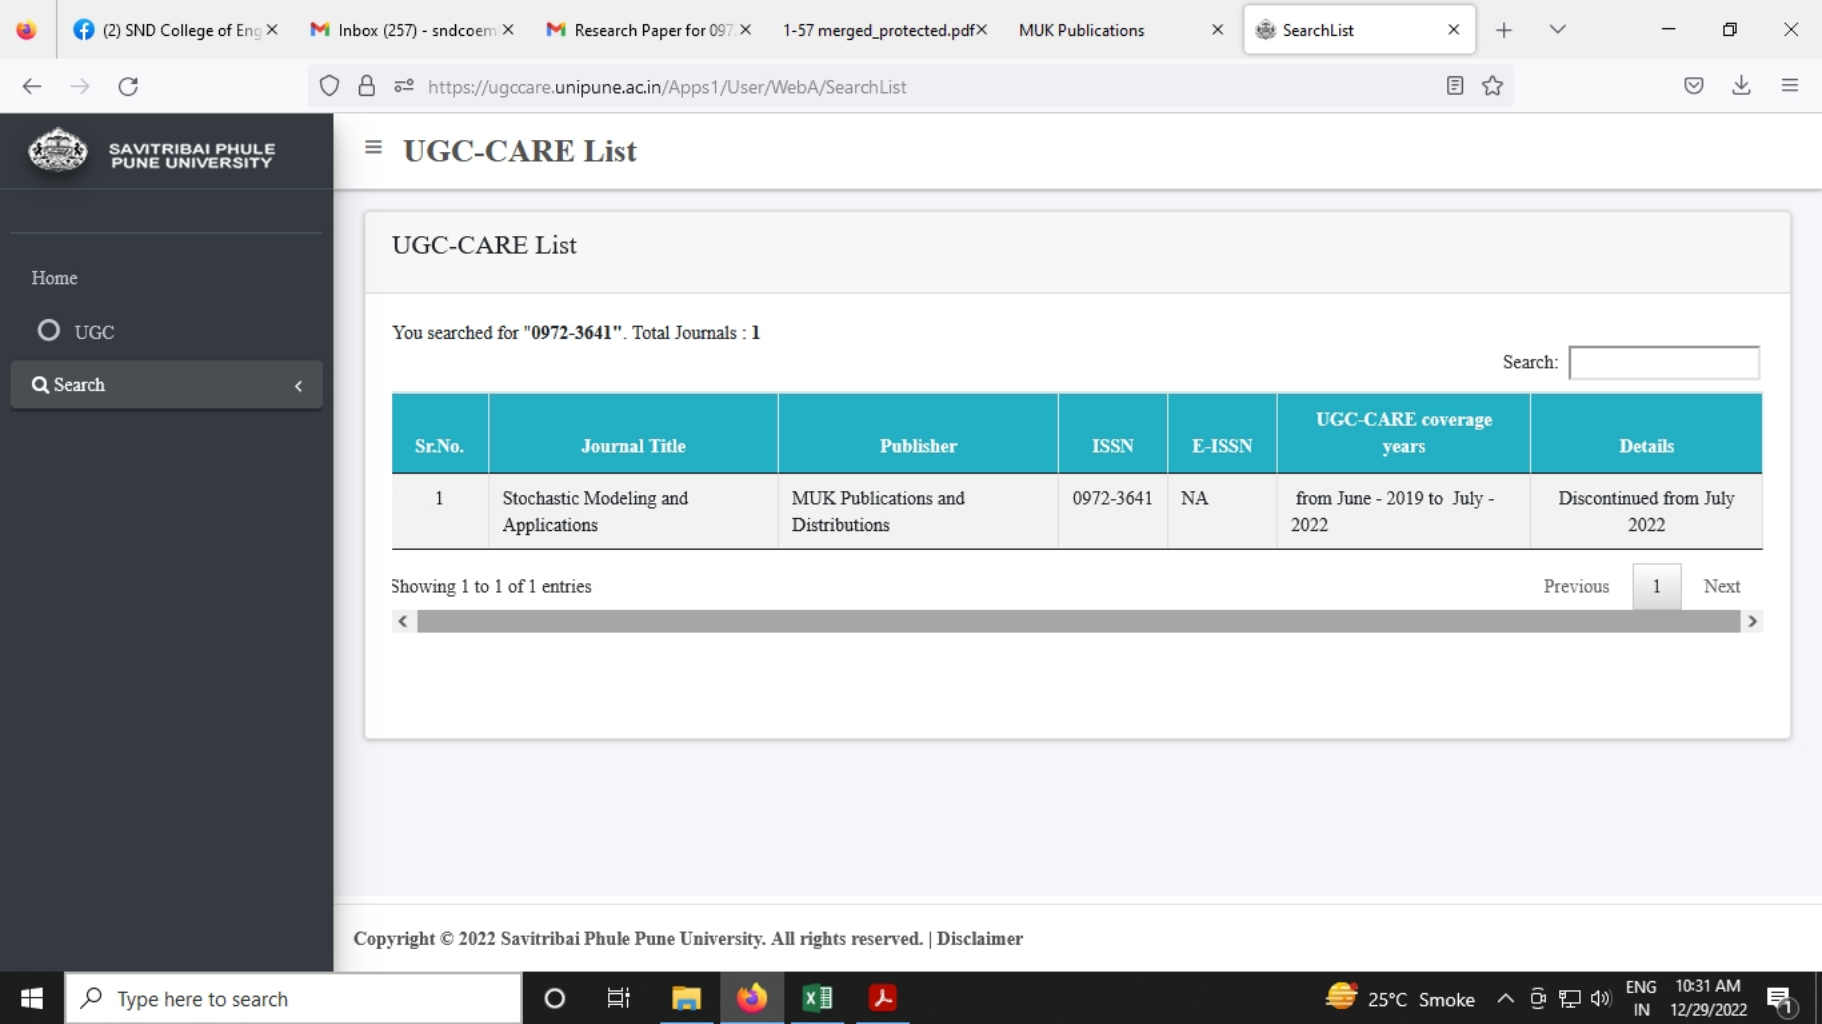 (2) SND College of Eng
Inbox (257) - sndcoem
Research Paper for 097
1-57 merged_protected.pdf
MUK Publications
SearchList
https://ugccare.unipune.ac.in/Apps1/User/WebA/SearchList
SAVITRIBAI PHULE
PUNE UNIVERSITY
UGC-CARE List
Home
UGC
Search
UGC-CARE List
You searched for "0972-3641". Total Journals : 1
Search:
Sr.No. Journal Title Publisher ISSN E-ISSN UGC-CARE coverage years Details
1 Stochastic Modeling and MUK Publications and 0972-3641 NA from June - 2019 to July - Discontinued from July
Applications Distributions 2022 2022
Showing 1 to 1 of 1 entries
Previous 1 Next
Copyright © 2022 Savitribai Phule Pune University. All rights reserved. | Disclaimer
Type here to search
25°C Smoke
ENG
IN
10:31 AM
12/29/2022
1